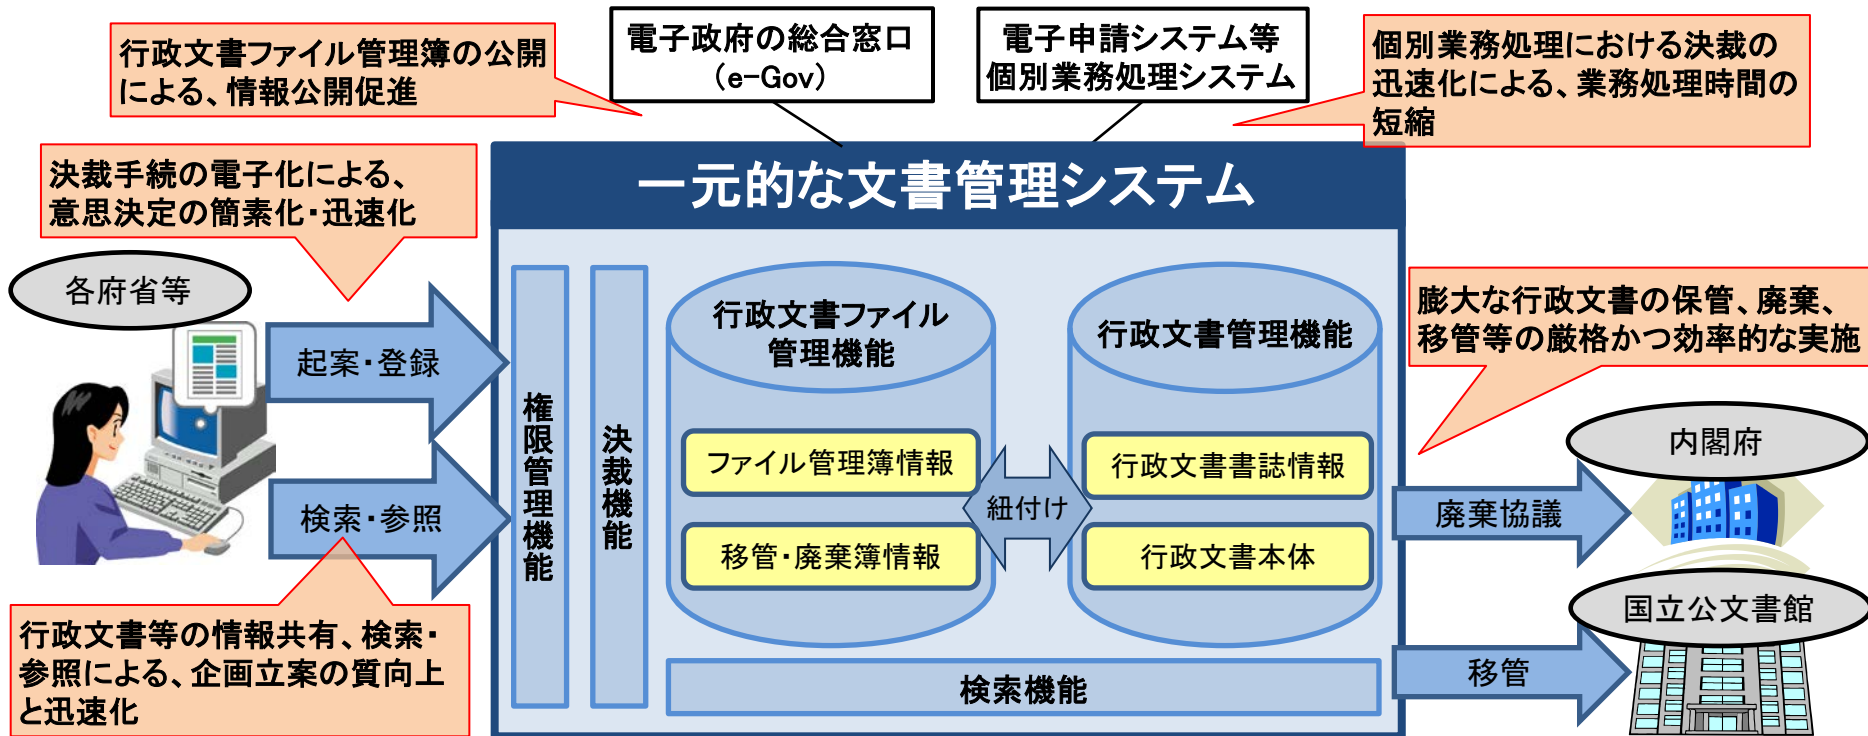 行政文書ファイル管理簿の公開
による、情報公開促進
電子政府の総合窓口
（e-Gov）
電子申請システム等
個別業務処理システム
個別業務処理における決裁の
迅速化による、業務処理時間の
短縮
決裁手続の電子化による、
意思決定の簡素化・迅速化
一元的な文書管理システム
各府省等
起案・登録
検索・参照
行政文書等の情報共有、検索・
参照による、企画立案の質向上
と迅速化
権限管理機能
決裁機能
行政文書ファイル
管理機能
ファイル管理簿情報
移管・廃棄簿情報
紐付け
行政文書管理機能
行政文書書誌情報
行政文書本体
検索機能
膨大な行政文書の保管、廃棄、
移管等の厳格かつ効率的な実施
内閣府
廃棄協議
国立公文書館
移管